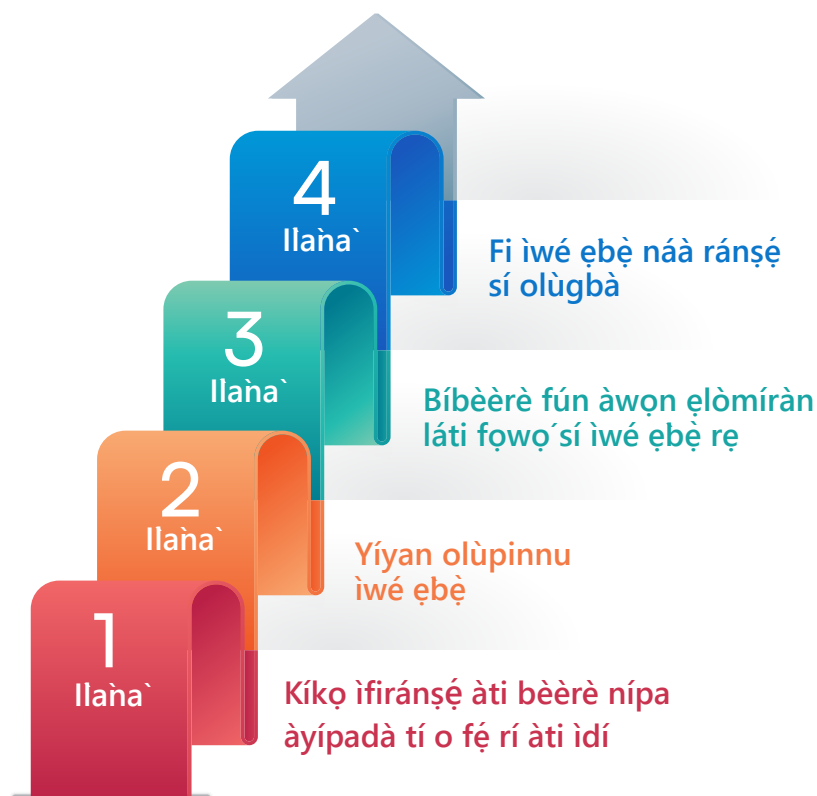 4
Ilana`
Fi ìwé ẹbẹ̀ náà ránṣẹ́
sí olùgbà
3
Ilana`
Bíbèèrè fún àwọn ẹlòmíràn
láti fọwọ´sí ìwé ẹbẹ̀ rẹ
2
Ilana`
Yíyan olùpinnu
ìwé ẹbẹ̀
1
Ilana`
Kíkọ ìfiránṣẹ́ àti bèèrè nípa
àyípadà tí o fẹ́ rí àti ìdí